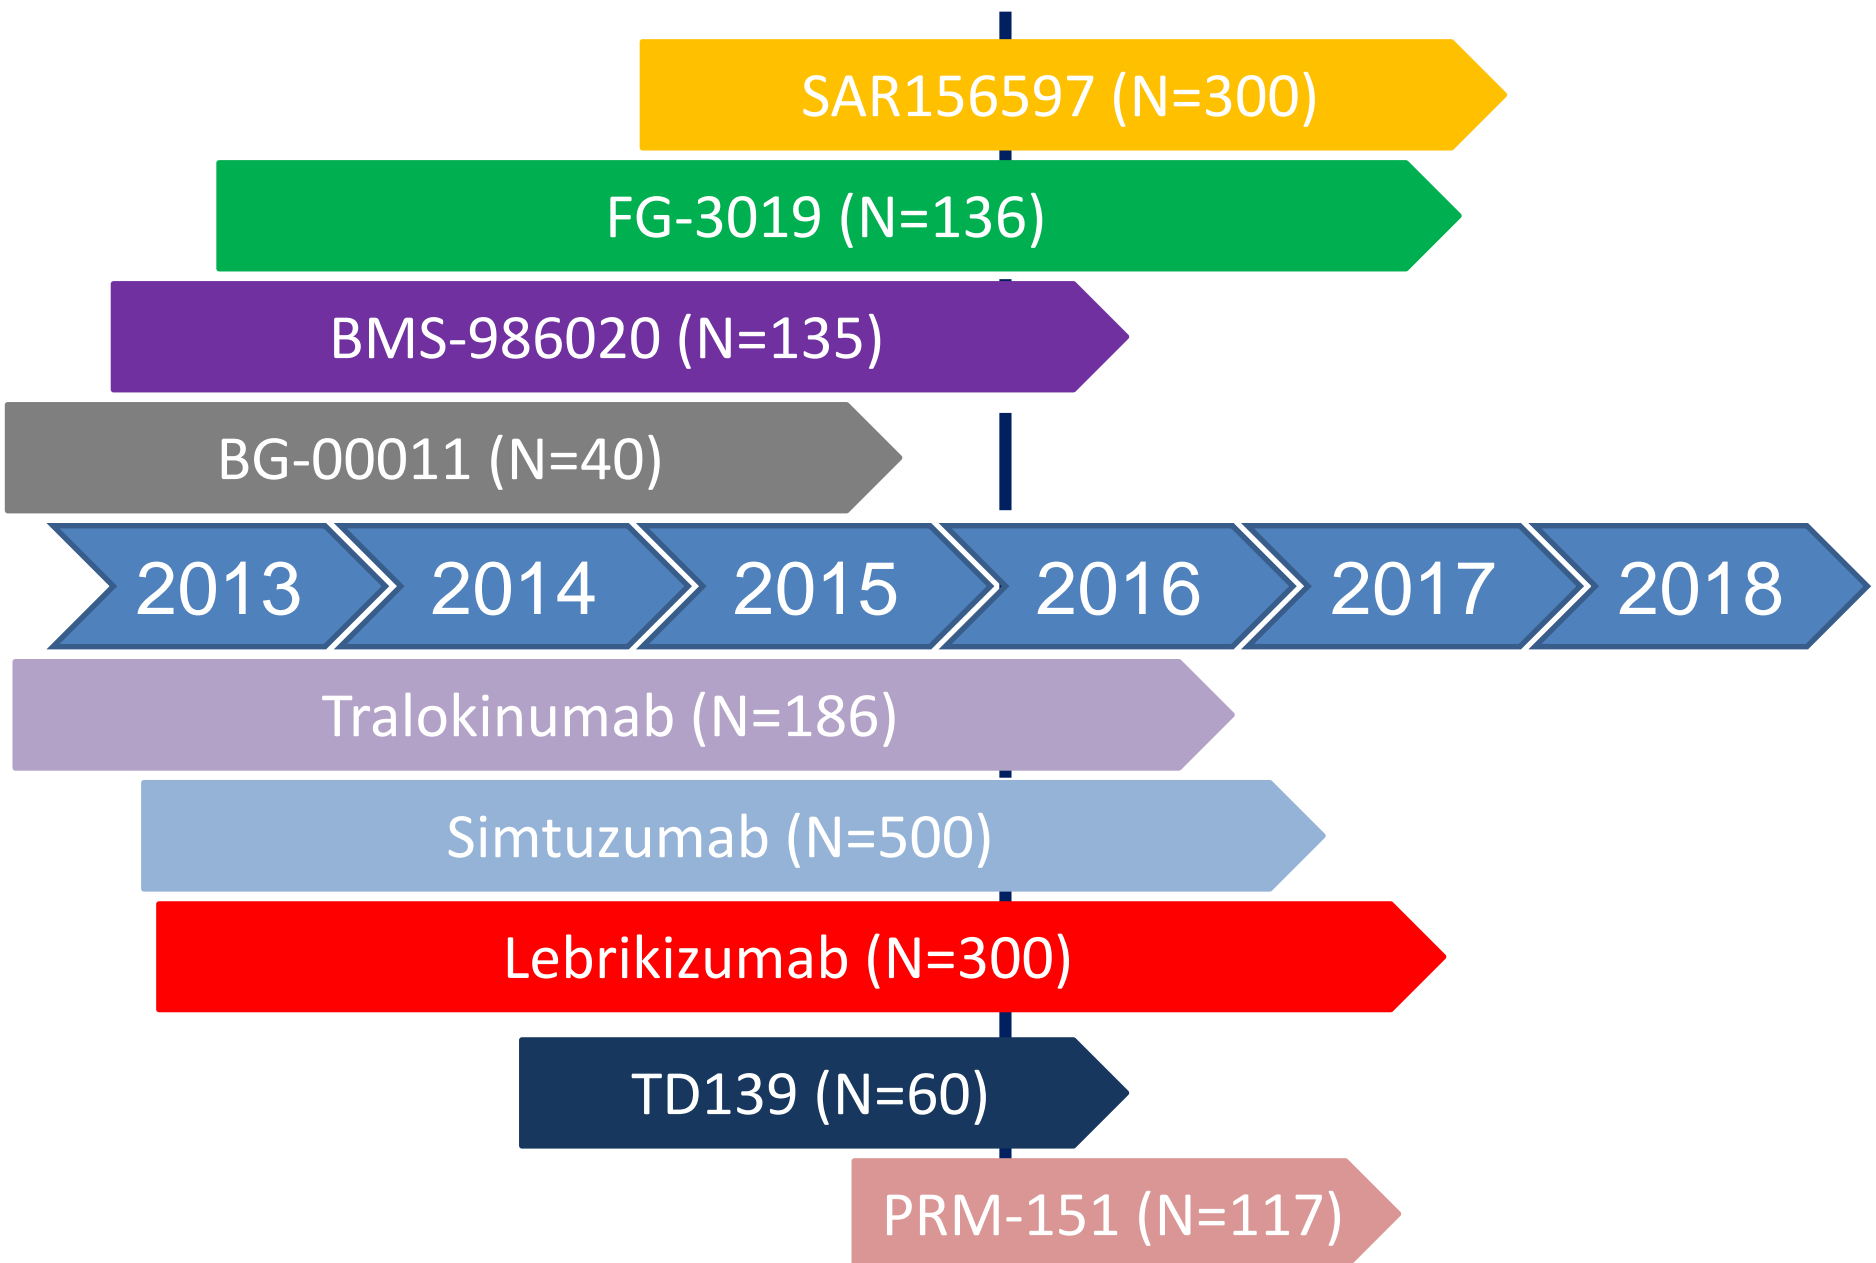 SAR156597 (N=300)
FG-3019 (N=136)
BMS-986020 (N=135)
BG-00011 (N=40)
2013 2014 2015 2016 2017 2018
Tralokinumab (N=186)
Simtuzumab (N=500)
Lebrikizumab (N=300)
TD139 (N=60)
PRM-151 (N=117)